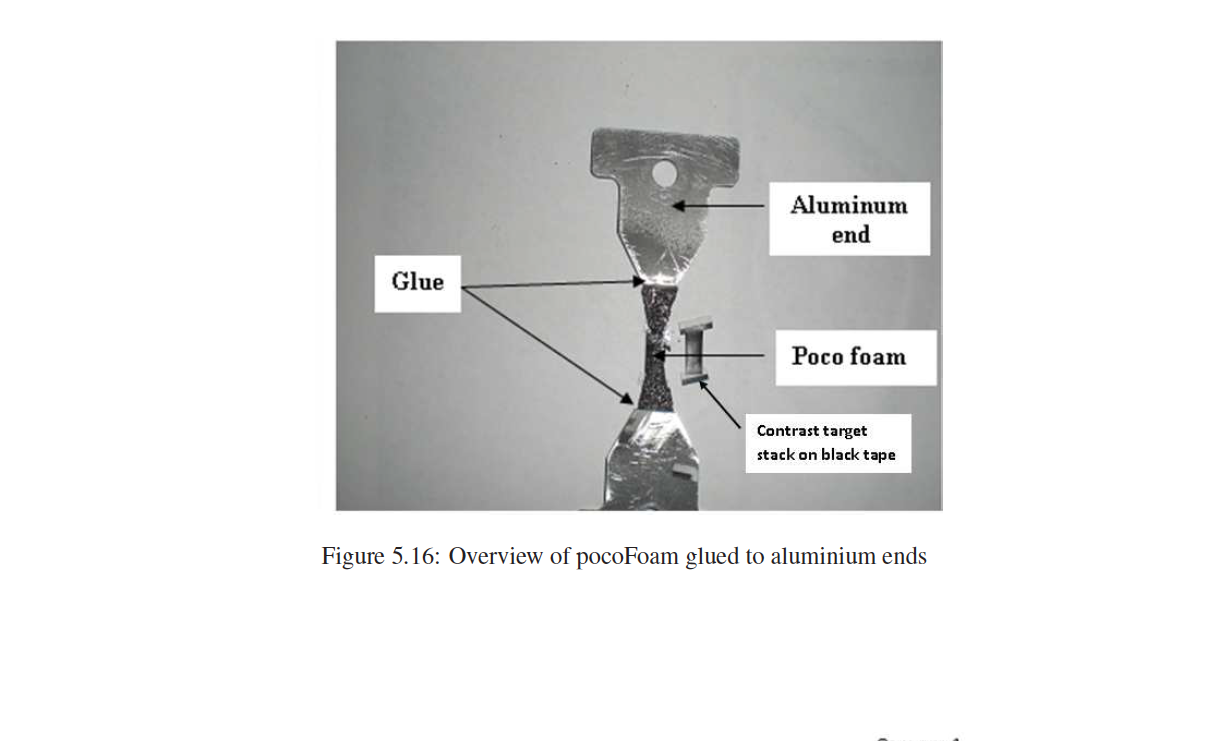 Aluminum
end
Glue
Poco foam
Contrast target
stack on black tape
Figure 5.16: Overview of pocoFoam glued to aluminium ends